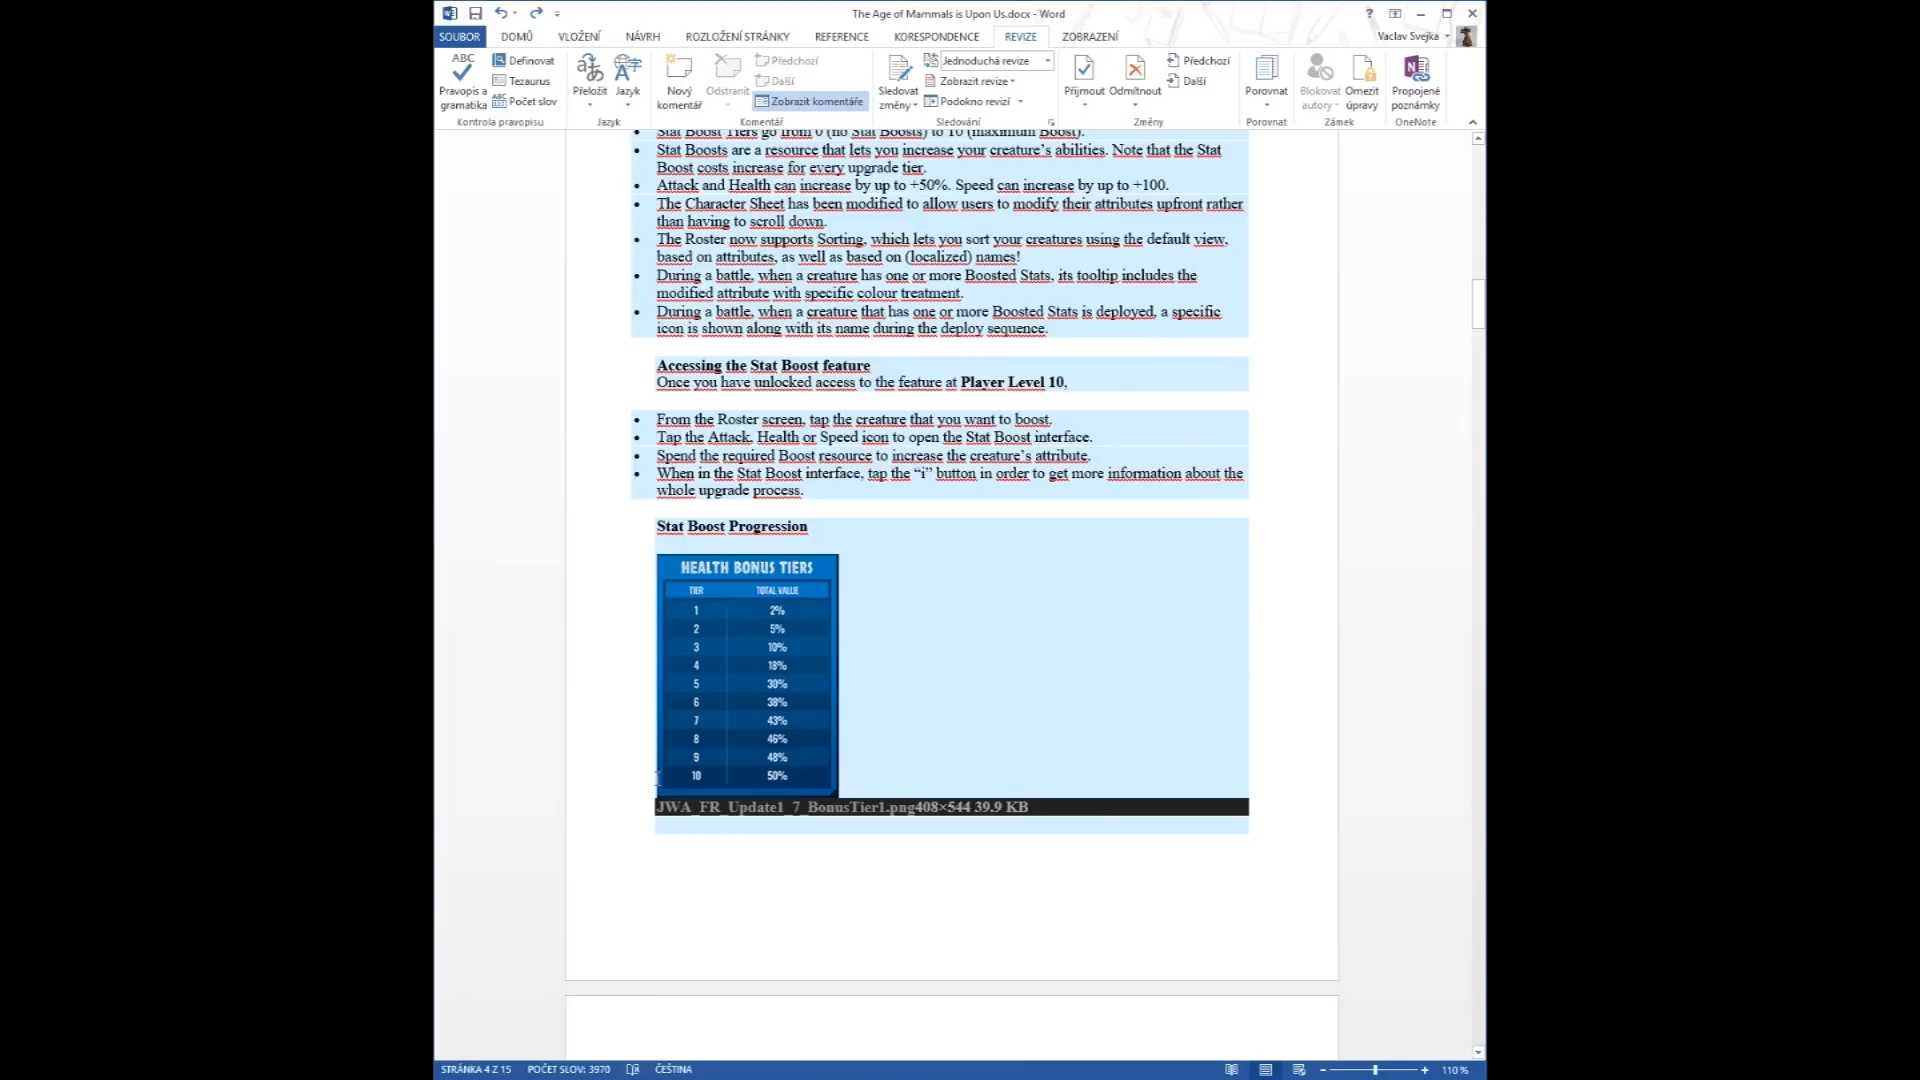 The Age of Mammals is Upon Us.docx - Word
SOUBOR DOMŮ VLOŽENÍ NÁVRH ROZLOŽENÍ STRÁNKY REFERENCE KORESPONDENCE REVIZE ZOBRAZENÍ Vaclav Svejka
ABC Pravopis a gramatika
Definovat
Tezaurus
Počet slov
Kontrola pravopisu
Přeložit Jazyk
Jazyk
Nový komentář
Odstranit
Předchozí
Další
Zobrazit komentáře
Komentář
Sledovat změny
Jednoduchá revize
Zobrazit revize
Podokno revizí
Sledování
Přijmout Odmítnout
Předchozí
Další
Změny
Porovnat
Porovnat
Blokovat autory
Omezit úpravy
Zámek
Propojené poznámky
OneNote
• Stat Boost Tiers go from 0 (no Stat Boosts) to 10 (maximum Boost).
• Stat Boosts are a resource that lets you increase your creature’s abilities. Note that the Stat
Boost costs increase for every upgrade tier.
• Attack and Health can increase by up to +50%. Speed can increase by up to +100.
• The Character Sheet has been modified to allow users to modify their attributes upfront rather
than having to scroll down.
• The Roster now supports Sorting, which lets you sort your creatures using the default view,
based on attributes, as well as based on (localized) names!
• During a battle, when a creature has one or more Boosted Stats, its tooltip includes the
modified attribute with specific colour treatment.
• During a battle, when a creature that has one or more Boosted Stats is deployed, a specific
icon is shown along with its name during the deploy sequence.
Accessing the Stat Boost feature
Once you have unlocked access to the feature at Player Level 10,
• From the Roster screen, tap the creature that you want to boost.
• Tap the Attack, Health or Speed icon to open the Stat Boost interface.
• Spend the required Boost resource to increase the creature’s attribute.
• When in the Stat Boost interface, tap the “i” button in order to get more information about the
whole upgrade process.
Stat Boost Progression
HEALTH BONUS TIERS
TIER TOTAL VALUE
1 2%
2 5%
3 10%
4 18%
5 30%
6 38%
7 43%
8 46%
9 48%
10 50%
JWA_FR_Update1_7_BonusTier1.png408×544 39.9 KB
STRÁNKA 4 Z 15 POČET SLOV: 3970 ČEŠTINA 110 %